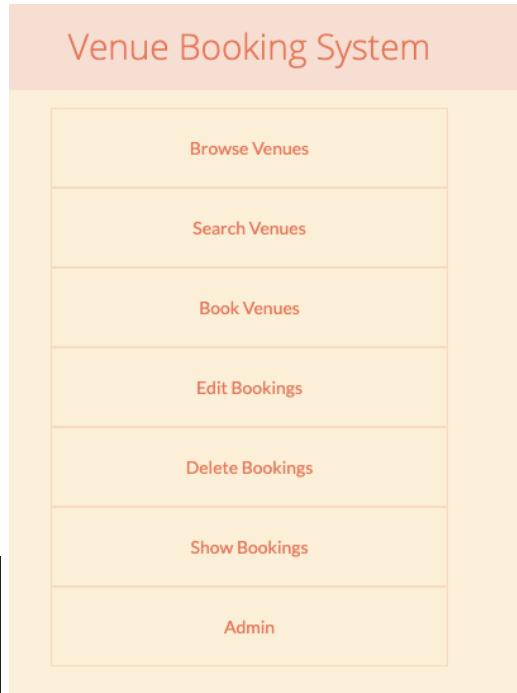 Venue Booking System
Browse Venues
Search Venues
Book Venues
Edit Bookings
Delete Bookings
Show Bookings
Admin